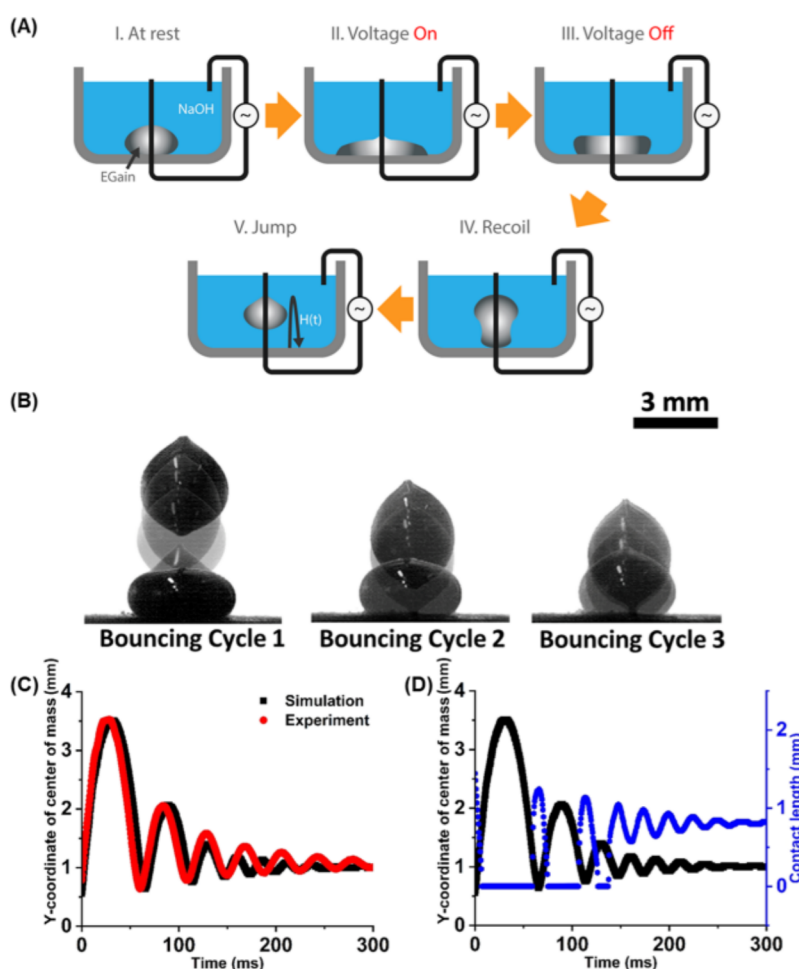 (A)
I. At rest
II. Voltage On
III. Voltage Off
NaOH
~
~
~
EGain
V. Jump
IV. Recoil
H(t)
~
~
(B)
3 mm
Bouncing Cycle 1
Bouncing Cycle 2
Bouncing Cycle 3
(C)
Y-coordinate of center of mass (mm)
4
3
2
1
0
Simulation
Experiment
0
100
200
300
Time (ms)
(D)
Y-coordinate of center of mass (mm)
4
3
2
1
0
2
1
0
Contact length (mm)
0
100
200
300
Time (ms)